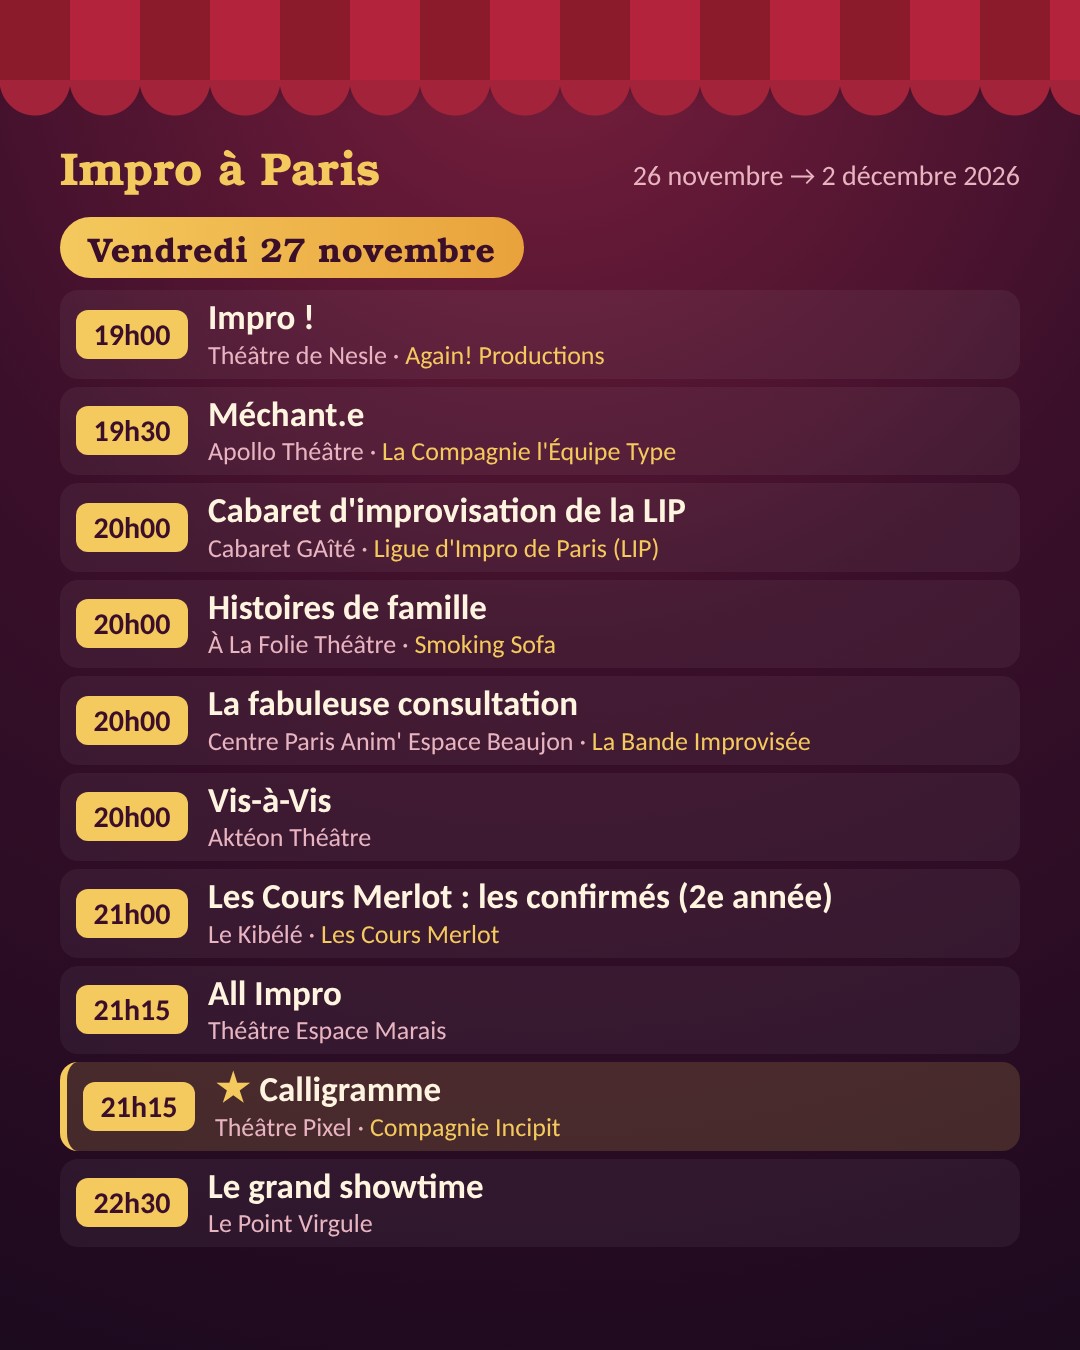 Impro à Paris
26 novembre → 2 décembre 2026
Vendredi 27 novembre
19h00
Impro !
Théâtre de Nesle · Again! Productions
19h30
Méchant.e
Apollo Théâtre · La Compagnie l'Équipe Type
20h00
Cabaret d'improvisation de la LIP
Cabaret GAîté · Ligue d'Impro de Paris (LIP)
20h00
Histoires de famille
À La Folie Théâtre · Smoking Sofa
20h00
La fabuleuse consultation
Centre Paris Anim' Espace Beaujon · La Bande Improvisée
20h00
Vis-à-Vis
Aktéon Théâtre
21h00
Les Cours Merlot : les confirmés (2e année)
Le Kibélé · Les Cours Merlot
21h15
All Impro
Théâtre Espace Marais
21h15
★ Calligramme
Théâtre Pixel · Compagnie Incipit
22h30
Le grand showtime
Le Point Virgule